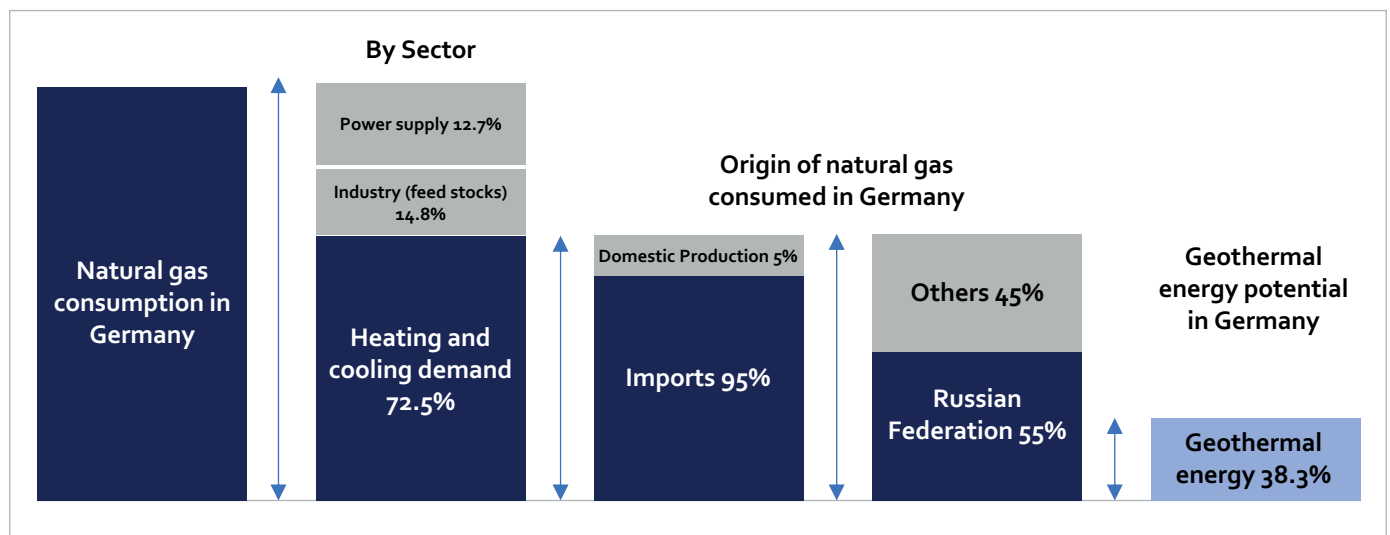 By Sector
Natural gas
consumption in
Germany
Power supply 12.7%
Industry (feed stocks)
14.8%
Heating and
cooling demand
72.5%
Origin of natural gas
consumed in Germany
Domestic Production 5%
Imports 95%
Others 45%
Russian
Federation 55%
Geothermal
energy potential
in Germany
Geothermal
energy 38.3%